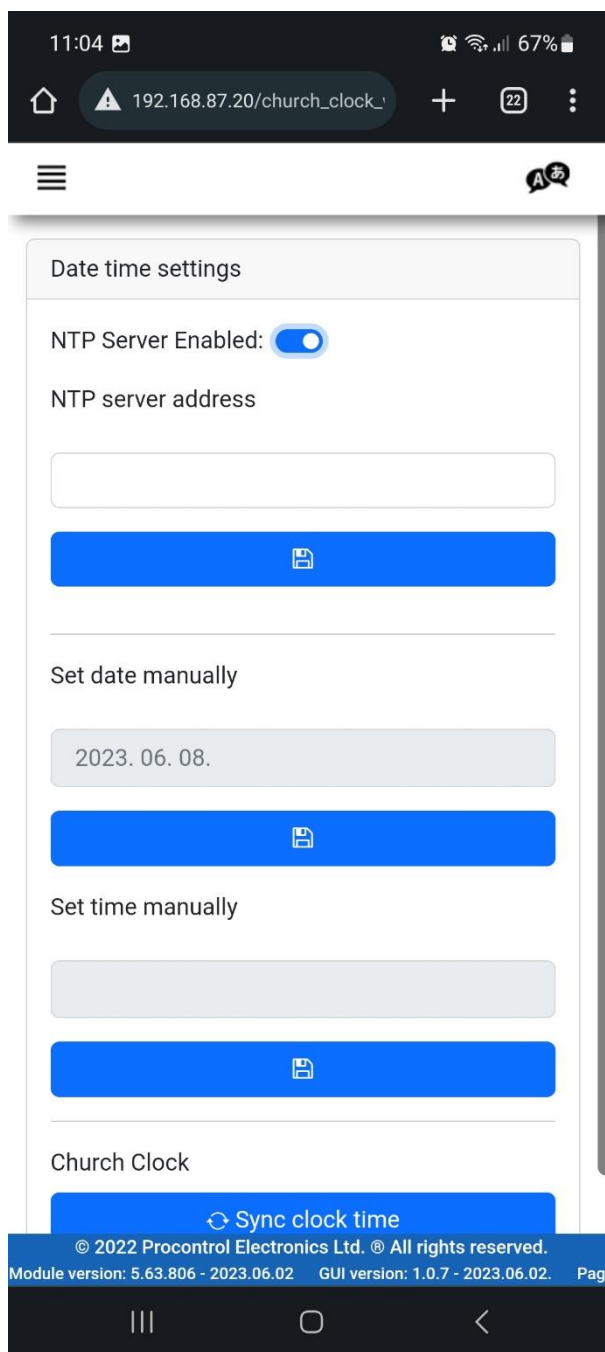 11:04 67%
192.168.87.20/church_clock_
22
A あ
Date time settings
NTP Server Enabled:
NTP server address
Set date manually
2023. 06. 08.
Set time manually
Church Clock
Sync clock time
© 2022 Procontrol Electronics Ltd. ® All rights reserved.
Module version: 5.63.806 - 2023.06.02 GUI version: 1.0.7 - 2023.06.02. Pag